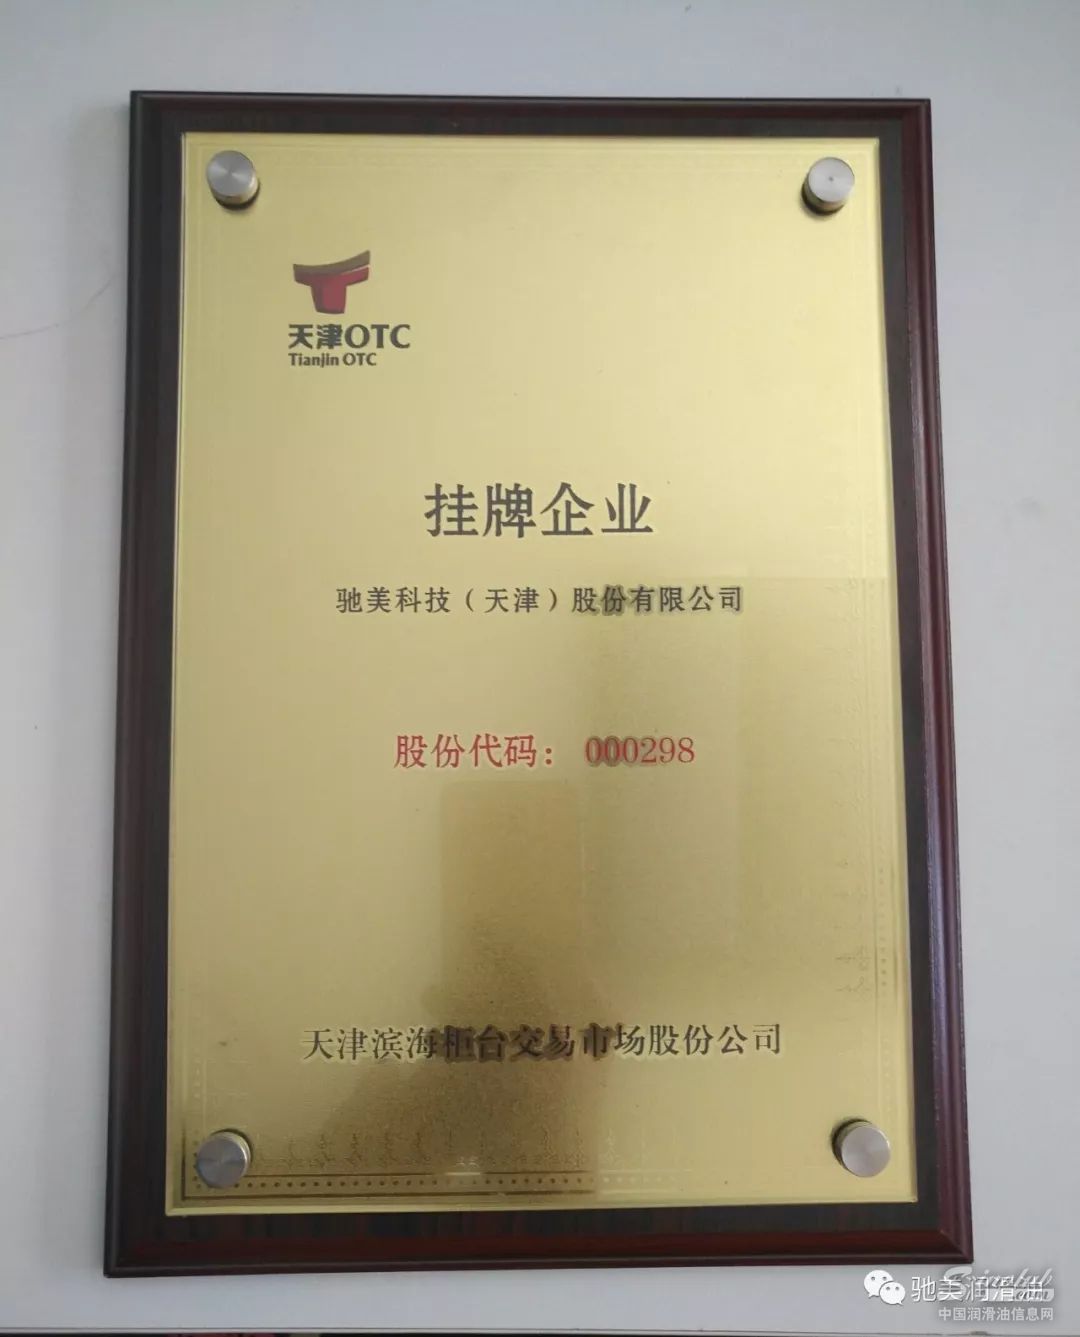 天津OTC
Tianjin OTC
挂牌企业
驰美科技（天津）股份有限公司
股份代码： 000298
天津滨海柜台交易市场股份公司
驰美润滑油
Sinolub
.com
中国润滑油信息网